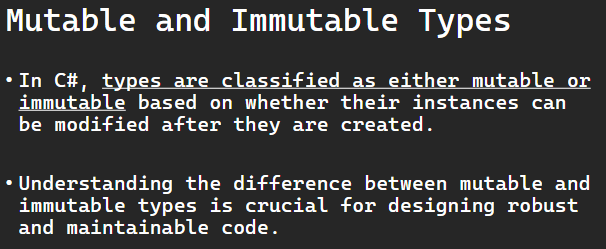 Mutable and Immutable Types
• In C#, types are classified as either mutable or
immutable based on whether their instances can
be modified after they are created.
• Understanding the difference between mutable and
immutable types is crucial for designing robust
and maintainable code.